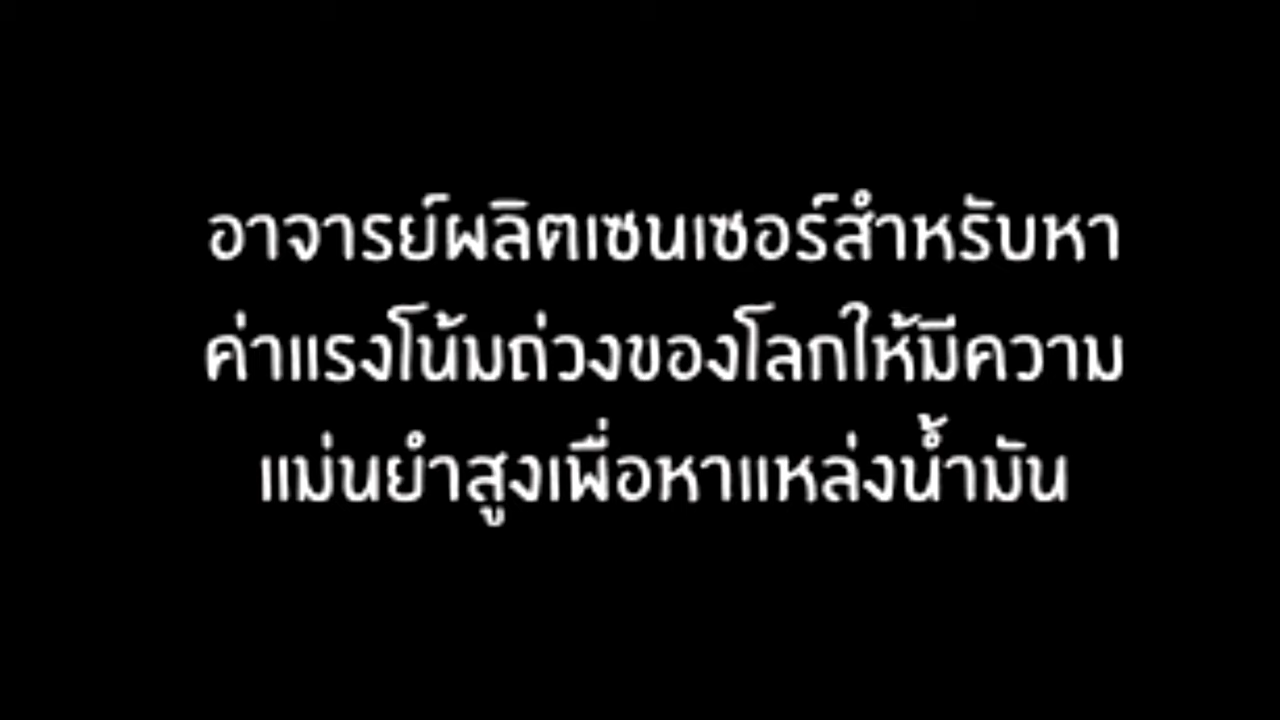 อาจารย์ผลิตเซนเซอร์สำหรับหา
ค่าแรงโน้มถ่วงของโลกให้มีความ
แม่นยำสูงเพื่อหาแหล่งน้ำมัน